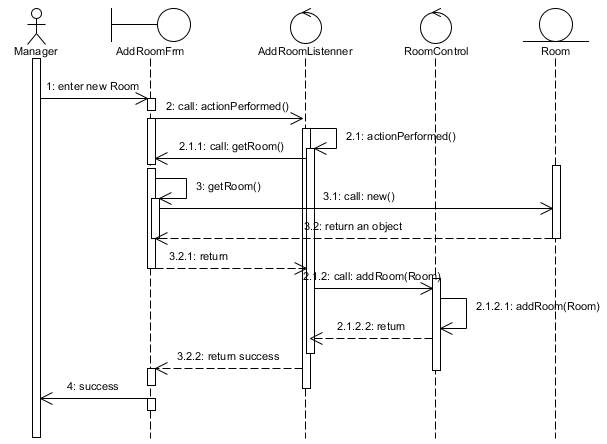 Manager
AddRoomFrm
AddRoomListenner
RoomControl
Room
1: enter new Room
2: call: actionPerformed()
2.1: actionPerformed()
2.1.1: call: getRoom()
3: getRoom()
3.1: call: new()
3.2: return an object
3.2.1: return
2.1.2: call: addRoom(Room)
2.1.2.1: addRoom(Room)
2.1.2.2: return
3.2.2: return success
4: success